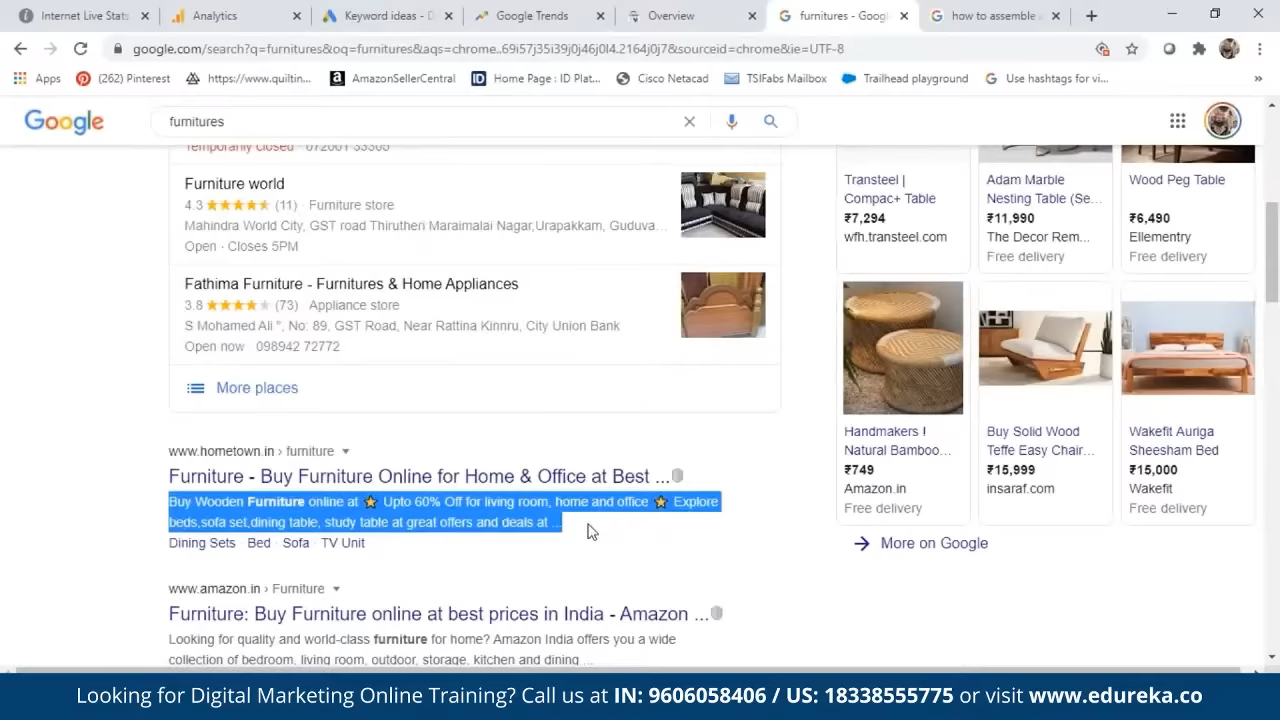 Internet Live Stats
Analytics
Keyword ideas - D
Google Trends
Overview
furnitures - Googl
how to assemble
google.com/search?q=furnitures&oq=furnitures&aqs=chrome..69i57j35i39j0j46j0l4.2164j0j7&sourceid=chrome&ie=UTF-8
Apps
(262) Pinterest
https://www.quiltin...
AmazonSellerCentral
Home Page : ID Plat...
Cisco Netacad
TSIFabs Mailbox
Trailhead playground
Use hashtags for vi...
»
Google
furnitures
Temporarily closed · 072001 33305
Furniture world
4.3 (11) · Furniture store
Mahindra World City, GST road Thirutheri Maraimalai Nagar,Urapakkam, Guduva...
Open · Closes 5PM
Fathima Furniture - Furnitures & Home Appliances
3.8 (73) · Appliance store
S Mohamed Ali ", No: 89, GST Road, Near Rattina Kinnru, City Union Bank
Open now · 098942 72772
More places
www.hometown.in › furniture
Furniture - Buy Furniture Online for Home & Office at Best ...
Buy Wooden Furniture online at ⭐ Upto 60% Off for living room, home and office ⭐ Explore
beds,sofa set,dining table, study table at great offers and deals at ...
Dining Sets · Bed · Sofa · TV Unit
www.amazon.in › Furniture
Furniture: Buy Furniture online at best prices in India - Amazon ...
Looking for quality and world-class furniture for home? Amazon India offers you a wide
collection of bedroom, living room, outdoor, storage, kitchen and dining ...
Transteel |
Compac+ Table
₹7,294
wfh.transteel.com
Adam Marble
Nesting Table (Se...
₹11,990
The Decor Rem...
Free delivery
Wood Peg Table
₹6,490
Ellementry
Free delivery
Handmakers I
Natural Bamboo...
₹749
Amazon.in
Free delivery
Buy Solid Wood
Teffe Easy Chair...
₹15,999
insaraf.com
Wakefit Auriga
Sheesham Bed
₹15,000
Wakefit
Free delivery
More on Google
Looking for Digital Marketing Online Training? Call us at IN: 9606058406 / US: 18338555775 or visit www.edureka.co